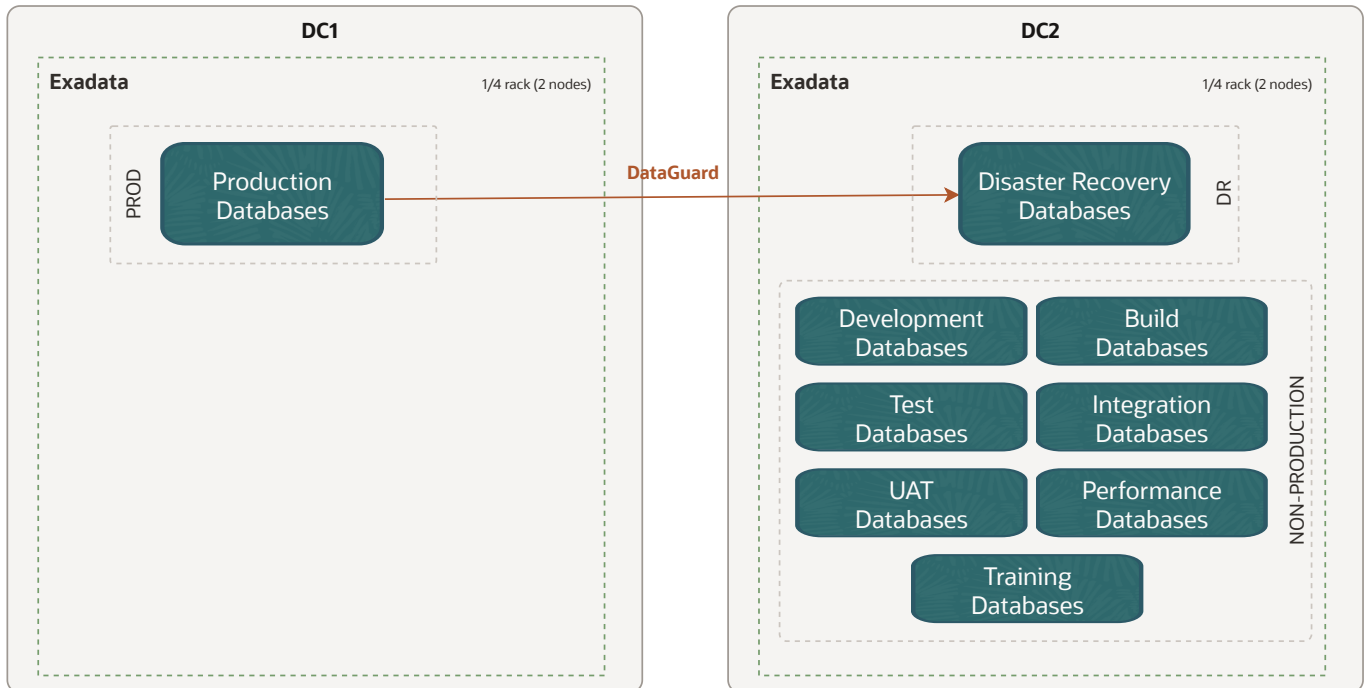 DC1
Exadata
1/4 rack (2 nodes)
PROD
Production
Databases
DataGuard
DC2
Exadata
1/4 rack (2 nodes)
Disaster Recovery
Databases
DR
Development
Databases
Build
Databases
Test
Databases
Integration
Databases
UAT
Databases
Performance
Databases
Training
Databases
NON-PRODUCTION